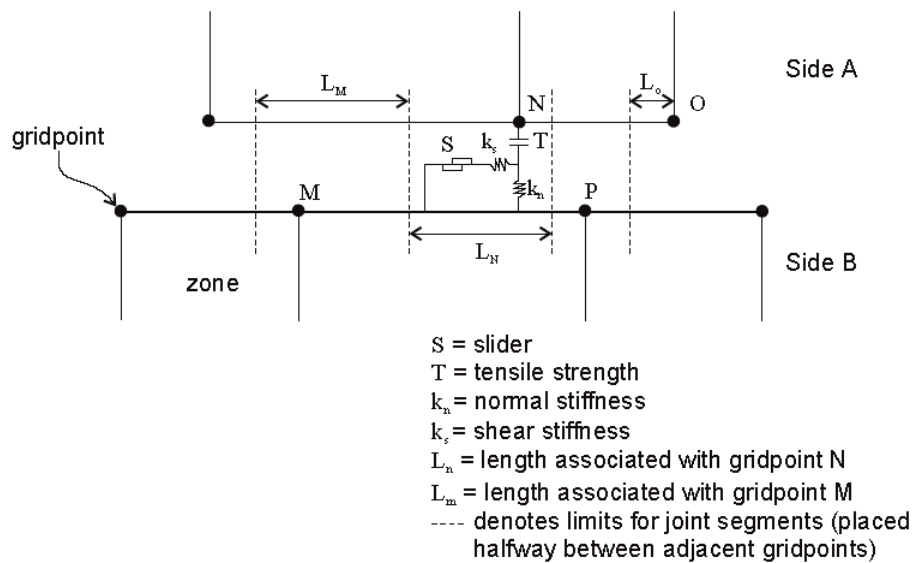 Side A
L_M
L_o
N
O
gridpoint
S
k_s
T
M
k_n
P
L_N
Side B
zone
S = slider
T = tensile strength
k_n = normal stiffness
k_s = shear stiffness
L_n = length associated with gridpoint N
L_m = length associated with gridpoint M
---- denotes limits for joint segments (placed
halfway between adjacent gridpoints)